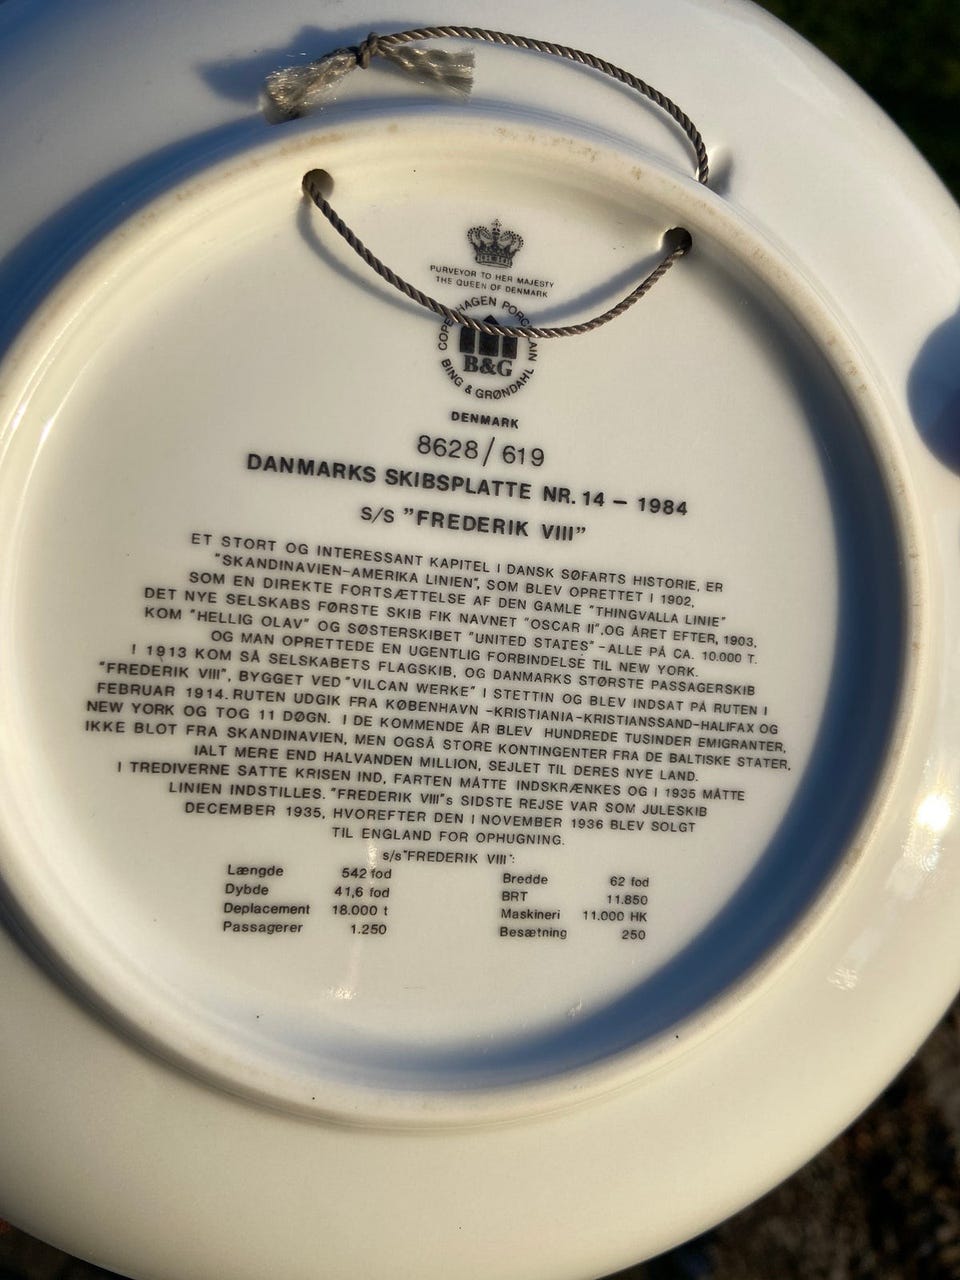 PURVEYOR TO HER MAJESTY
THE QUEEN OF DENMARK
COPENHAGEN PORCELAIN
B&G
BING & GRØNDAHL
DENMARK
8628/619
DANMARKS SKIBSPLATTE NR. 14 – 1984
S/S "FREDERIK VIII"
ET STORT OG INTERESSANT KAPITEL I DANSK SØFARTS HISTORIE, ER
"SKANDINAVIEN-AMERIKA LINIEN", SOM BLEV OPRETTET I 1902,
SOM EN DIREKTE FORTSÆTTELSE AF DEN GAMLE "THINGVALLA LINIE"
DET NYE SELSKABS FØRSTE SKIB FIK NAVNET "OSCAR II", OG ÅRET EFTER, 1903,
KOM "HELLIG OLAV" OG SØSTERSKIBET "UNITED STATES" - ALLE PÅ CA. 10.000 T.
OG MAN OPRETTEDE EN UGENTLIG FORBINDELSE TIL NEW YORK.
I 1913 KOM SÅ SELSKABETS FLAGSKIB, OG DANMARKS STØRSTE PASSAGERSKIB
"FREDERIK VIII", BYGGET VED "VILCAN WERKE" I STETTIN OG BLEV INDSAT PÅ RUTEN I
FEBRUAR 1914. RUTEN UDGIK FRA KØBENHAVN -KRISTIANIA-KRISTIANSSAND-HALIFAX OG
NEW YORK OG TOG 11 DØGN. I DE KOMMENDE ÅR BLEV HUNDREDE TUSINDER EMIGRANTER,
IKKE BLOT FRA SKANDINAVIEN, MEN OGSÅ STORE KONTINGENTER FRA DE BALTISKE STATER,
IALT MERE END HALVANDEN MILLION, SEJLET TIL DERES NYE LAND.
I TREDIVERNE SATTE KRISEN IND, FARTEN MÅTTE INDSKRÆNKES OG I 1935 MÅTTE
LINIEN INDSTILLES. "FREDERIK VIII"s SIDSTE REJSE VAR SOM JULESKIB
DECEMBER 1935, HVOREFTER DEN I NOVEMBER 1936 BLEV SOLGT
TIL ENGLAND FOR OPHUGNING.
s/s "FREDERIK VIII":
Længde 542 fod Bredde 62 fod
Dybde 41,6 fod BRT 11.850
Deplacement 18.000 t Maskineri 11.000 HK
Passagerer 1.250 Besætning 250